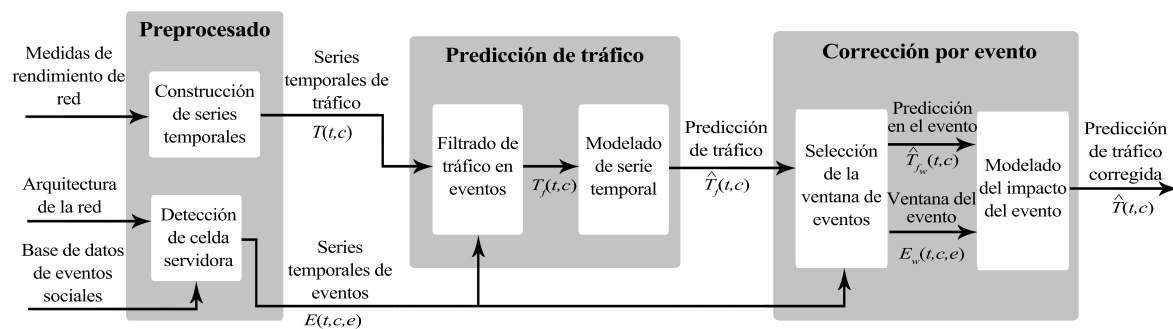 Preprocesado
Medidas de
rendimiento de
red
Construcción
de series
temporales
Arquitectura
de la red
Base de datos
de eventos
sociales
Detección
de celda
servidora
Series
temporales de
tráfico
T(t,c)
Series
temporales de
eventos
E(t,c,e)
Predicción de tráfico
Filtrado de
tráfico en
eventos
T_f(t,c)
Modelado
de serie
temporal
Predicción
de tráfico
T̂_f(t,c)
Corrección por evento
Selección
de la
ventana de
eventos
Predicción
en el evento
T̂_{f_w}(t,c)
Ventana del
evento
E_w(t,c,e)
Modelado
del impacto
del evento
Predicción
de tráfico
corregida
T̂(t,c)